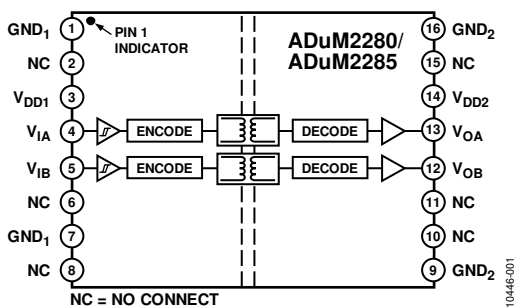 GND1 1
PIN 1
INDICATOR
NC 2
VDD1 3
VIA 4
ENCODE
DECODE
VIB 5
ENCODE
DECODE
NC 6
GND1 7
NC 8
ADuM2280/
ADuM2285
16 GND2
15 NC
14 VDD2
13 VOA
12 VOB
11 NC
10 NC
9 GND2
NC = NO CONNECT
10446-001